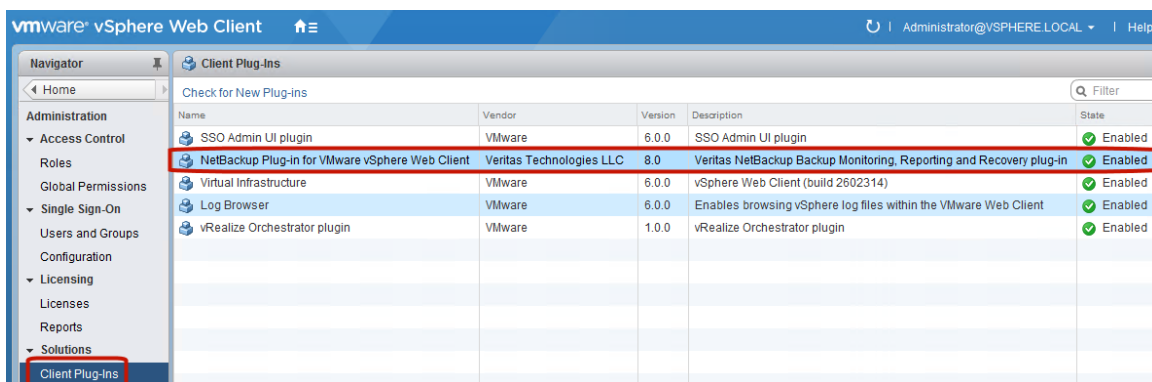 vmware® vSphere Web Client
Administrator@VSPHERE.LOCAL
Help
Navigator
Home
Administration
Access Control
Roles
Global Permissions
Single Sign-On
Users and Groups
Configuration
Licensing
Licenses
Reports
Solutions
Client Plug-Ins
Client Plug-Ins
Check for New Plug-ins
Filter
Name Vendor Version Description State
SSO Admin UI plugin VMware 6.0.0 SSO Admin UI plugin Enabled
NetBackup Plug-in for VMware vSphere Web Client Veritas Technologies LLC 8.0 Veritas NetBackup Backup Monitoring, Reporting and Recovery plug-in Enabled
Virtual Infrastructure VMware 6.0.0 vSphere Web Client (build 2602314) Enabled
Log Browser VMware 6.0.0 Enables browsing vSphere log files within the VMware Web Client Enabled
vRealize Orchestrator plugin VMware 1.0.0 vRealize Orchestrator plugin Enabled